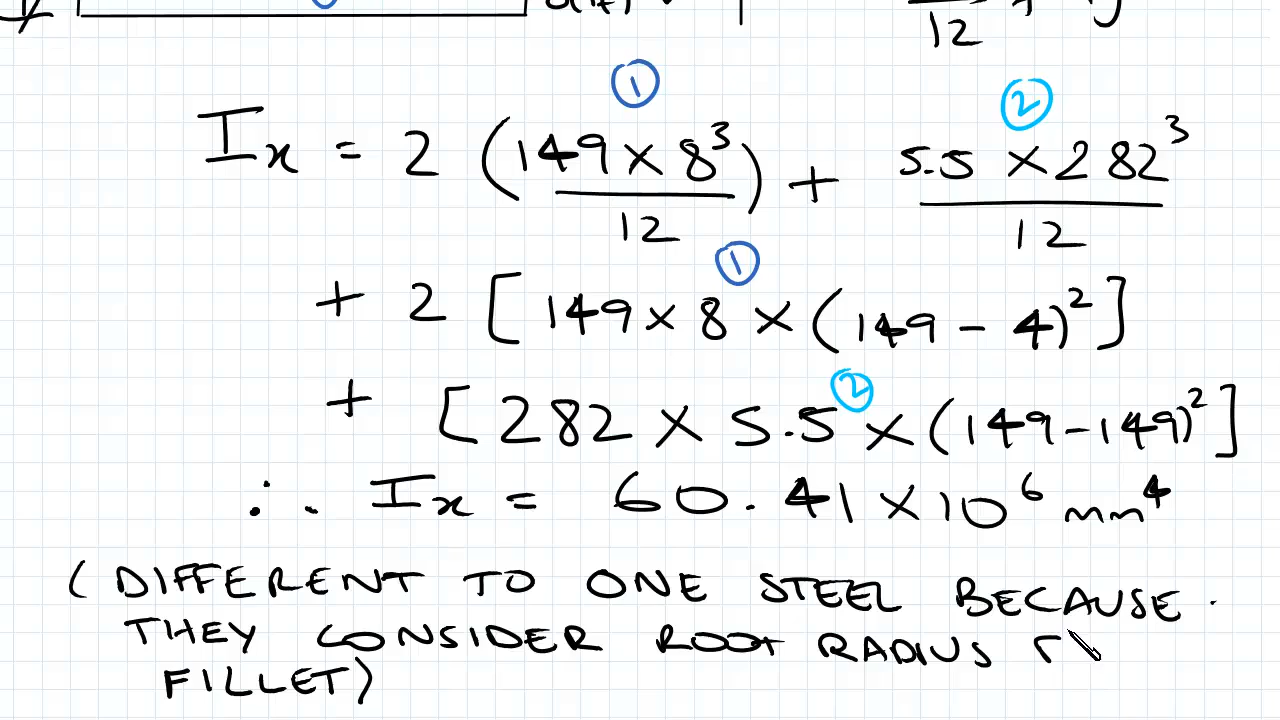 12
① ②
Ix = 2 (149 × 8³ / 12) + 5.5 × 282³ / 12
①
+ 2 [149 × 8 × (149 - 4)²]
②
+ [282 × 5.5 × (149-149)²]
∴ Ix = 60.41 × 10⁶ mm⁴
(DIFFERENT TO ONE STEEL BECAUSE
THEY CONSIDER ROOT RADIUS
FILLET)